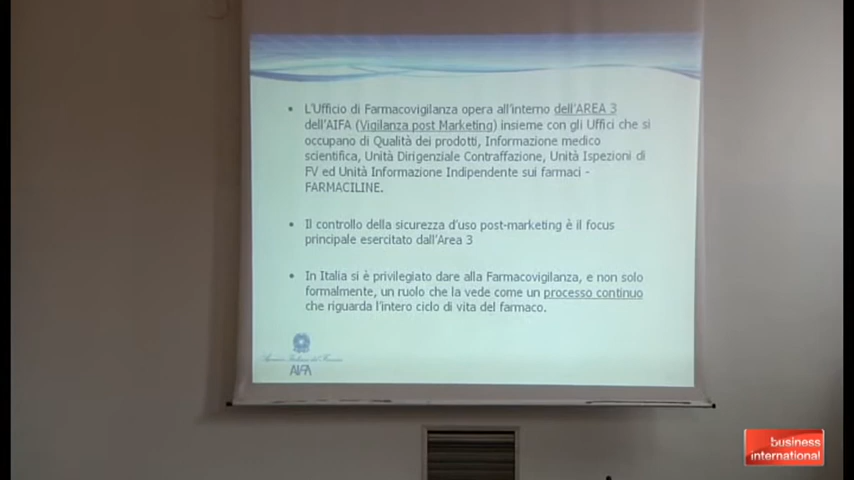 • L'Ufficio di Farmacovigilanza opera all'interno dell'AREA 3
dell'AIFA (Vigilanza post Marketing) insieme con gli Uffici che si
occupano di Qualità dei prodotti, Informazione medico
scientifica, Unità Dirigenziale Contraffazione, Unità Ispezioni di
FV ed Unità Informazione Indipendente sui farmaci -
FARMACILINE.
• Il controllo della sicurezza d'uso post-marketing è il focus
principale esercitato dall'Area 3
• In Italia si è privilegiato dare alla Farmacovigilanza, e non solo
formalmente, un ruolo che la vede come un processo continuo
che riguarda l'intero ciclo di vita del farmaco.
Agenzia Italiana del Farmaco
AIFA
business
international